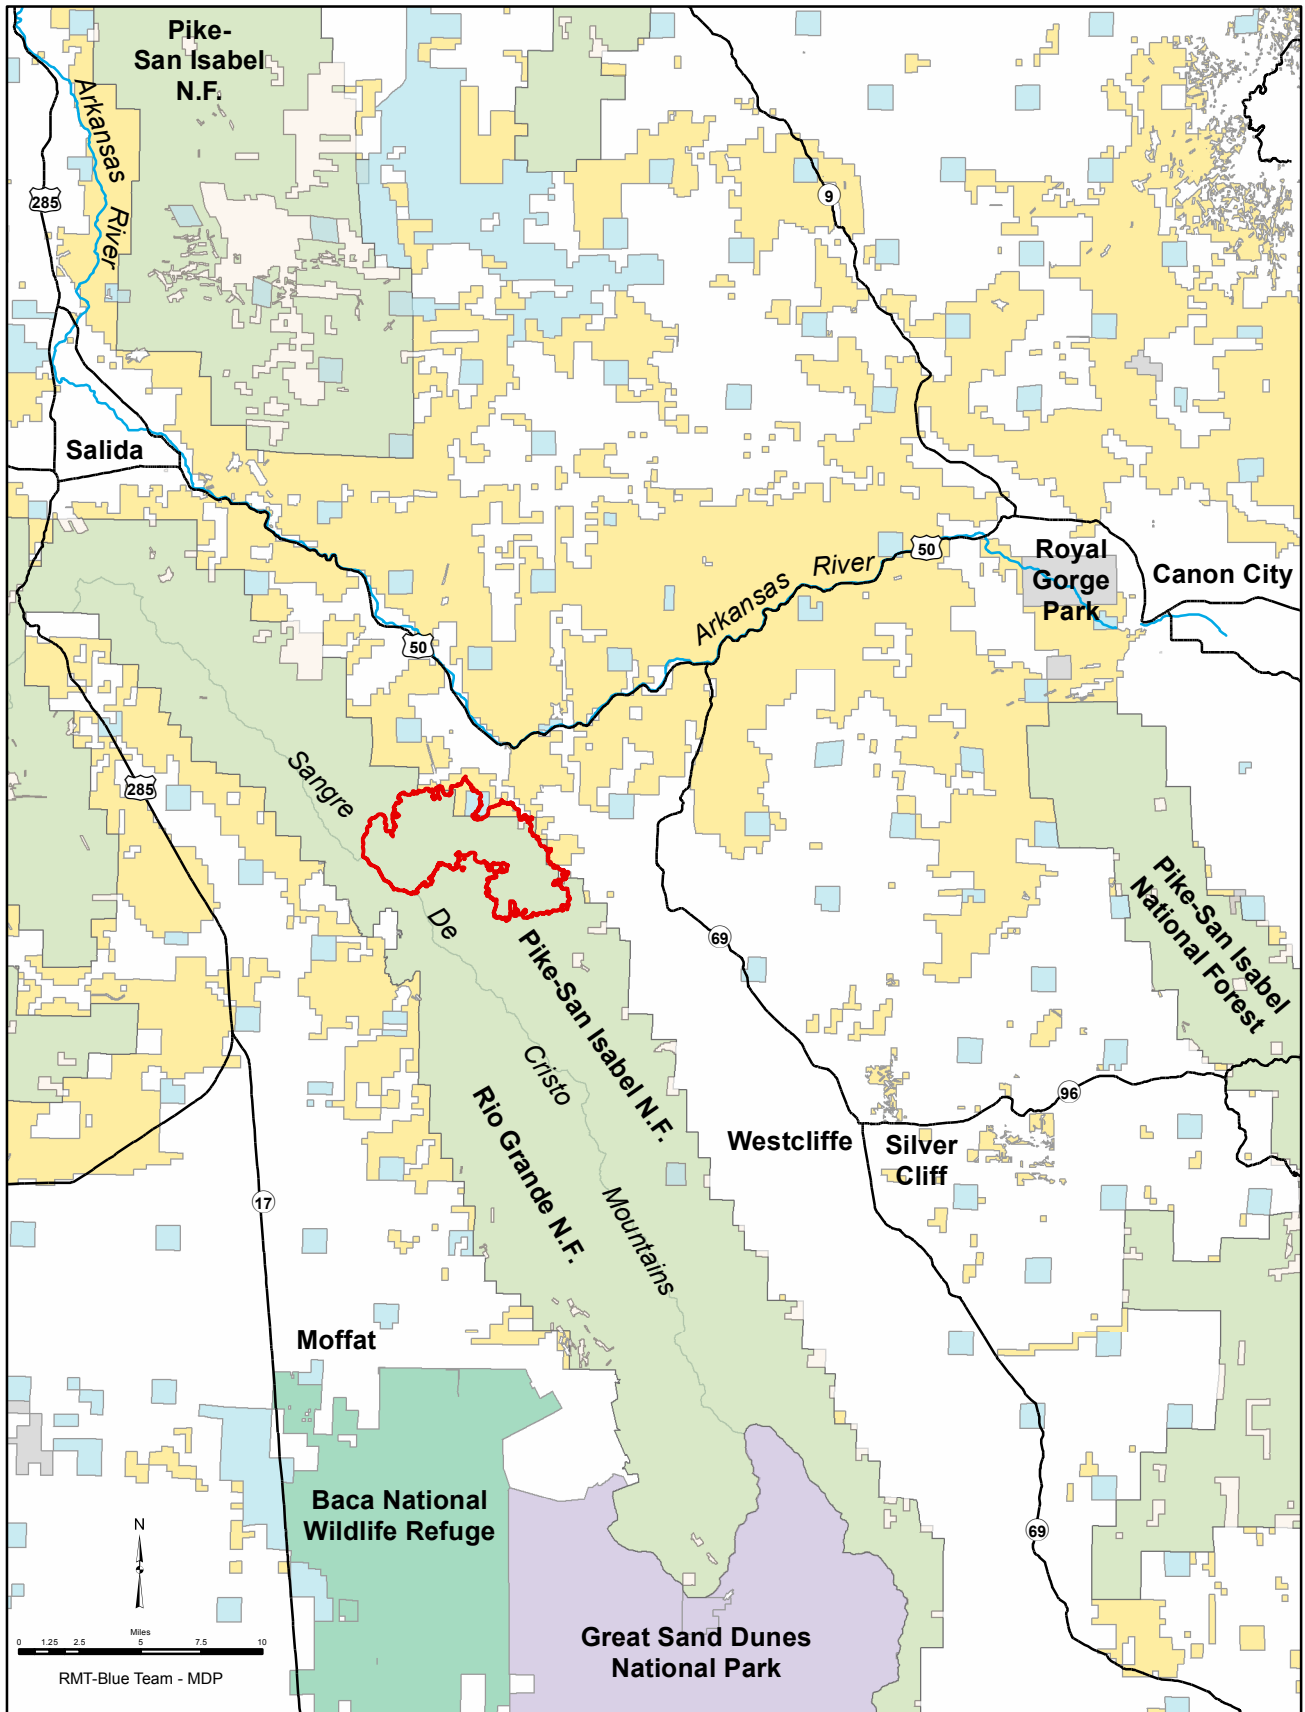 Pike-
San Isabel
N.F.
Arkansas
River
285
9
Salida
50
Arkansas
River
Royal
Gorge
Park
Canon City
50
285
Sangre
De
Cristo
Mountains
Pike-San Isabel N.F.
Rio Grande N.F.
69
Pike-San Isabel
National Forest
96
Westcliffe
Silver
Cliff
17
Moffat
Baca National
Wildlife Refuge
69
Great Sand Dunes
National Park
N
Miles
0 1.25 2.5 5 7.5 10
RMT-Blue Team - MDP